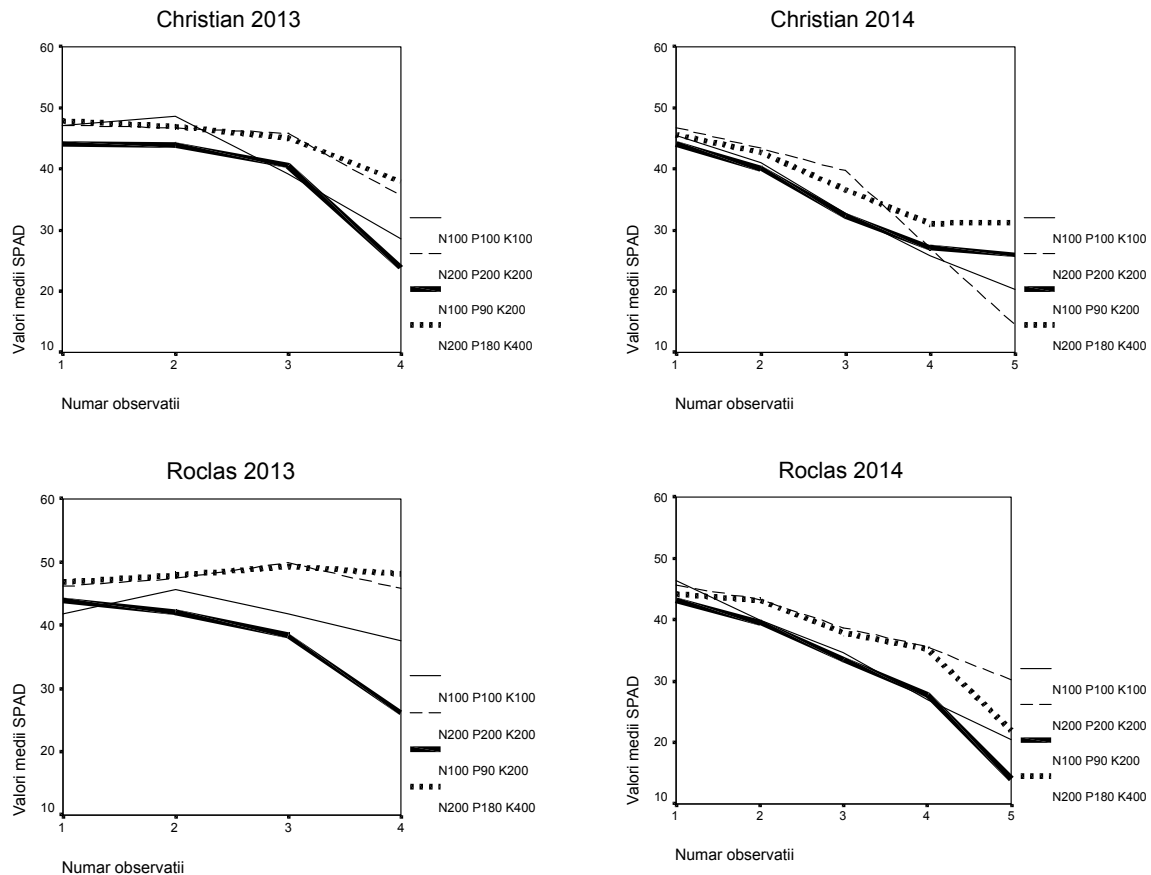 Christian 2013
60
50
40
30
20
10
Valori medii SPAD
1 2 3 4
Numar observatii
N100 P100 K100
N200 P200 K200
N100 P90 K200
N200 P180 K400
Christian 2014
60
50
40
30
20
10
Valori medii SPAD
1 2 3 4 5
Numar observatii
N100 P100 K100
N200 P200 K200
N100 P90 K200
N200 P180 K400
Roclas 2013
60
50
40
30
20
10
Valori medii SPAD
1 2 3 4
Numar observatii
N100 P100 K100
N200 P200 K200
N100 P90 K200
N200 P180 K400
Roclas 2014
60
50
40
30
20
10
Valori medii SPAD
1 2 3 4 5
Numar observatii
N100 P100 K100
N200 P200 K200
N100 P90 K200
N200 P180 K400